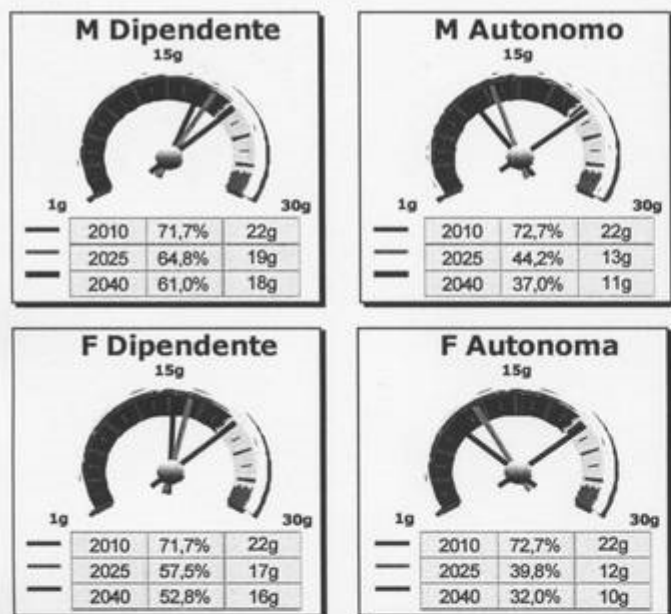 M Dipendente
15g
1g 30g
2010 71,7% 22g
2025 64,8% 19g
2040 61,0% 18g
M Autonomo
15g
1g 30g
2010 72,7% 22g
2025 44,2% 13g
2040 37,0% 11g
F Dipendente
15g
1g 30g
2010 71,7% 22g
2025 57,5% 17g
2040 52,8% 16g
F Autonoma
15g
1g 30g
2010 72,7% 22g
2025 39,8% 12g
2040 32,0% 10g